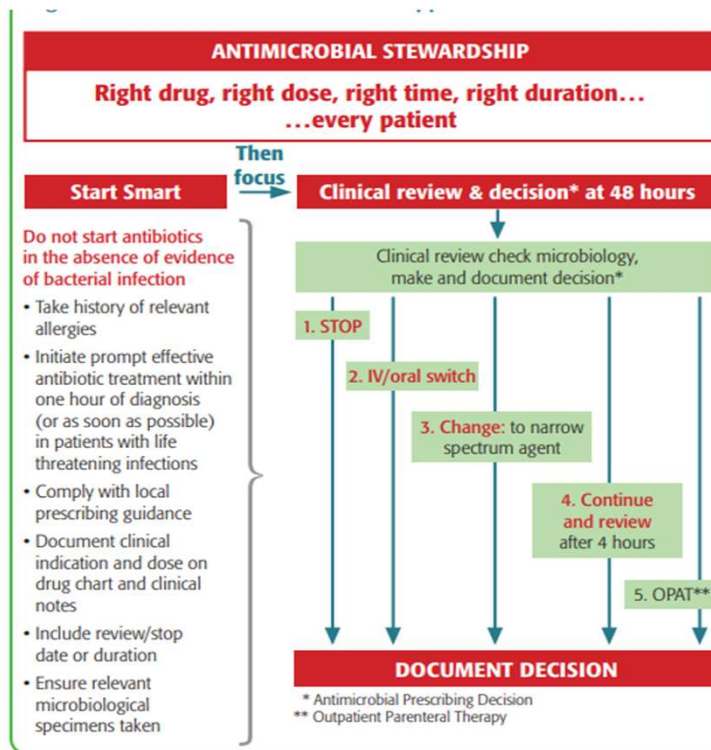 ANTIMICROBIAL STEWARDSHIP
Right drug, right dose, right time, right duration...
...every patient
Then
focus
Start Smart
Clinical review & decision* at 48 hours
Do not start antibiotics
in the absence of evidence
of bacterial infection
• Take history of relevant
allergies
• Initiate prompt effective
antibiotic treatment within
one hour of diagnosis
(or as soon as possible)
in patients with life
threatening infections
• Comply with local
prescribing guidance
• Document clinical
indication and dose on
drug chart and clinical
notes
• Include review/stop
date or duration
• Ensure relevant
microbiological
specimens taken
Clinical review check microbiology,
make and document decision*
1. STOP
2. IV/oral switch
3. Change: to narrow
spectrum agent
4. Continue
and review
after 4 hours
5. OPAT**
DOCUMENT DECISION
* Antimicrobial Prescribing Decision
** Outpatient Parenteral Therapy